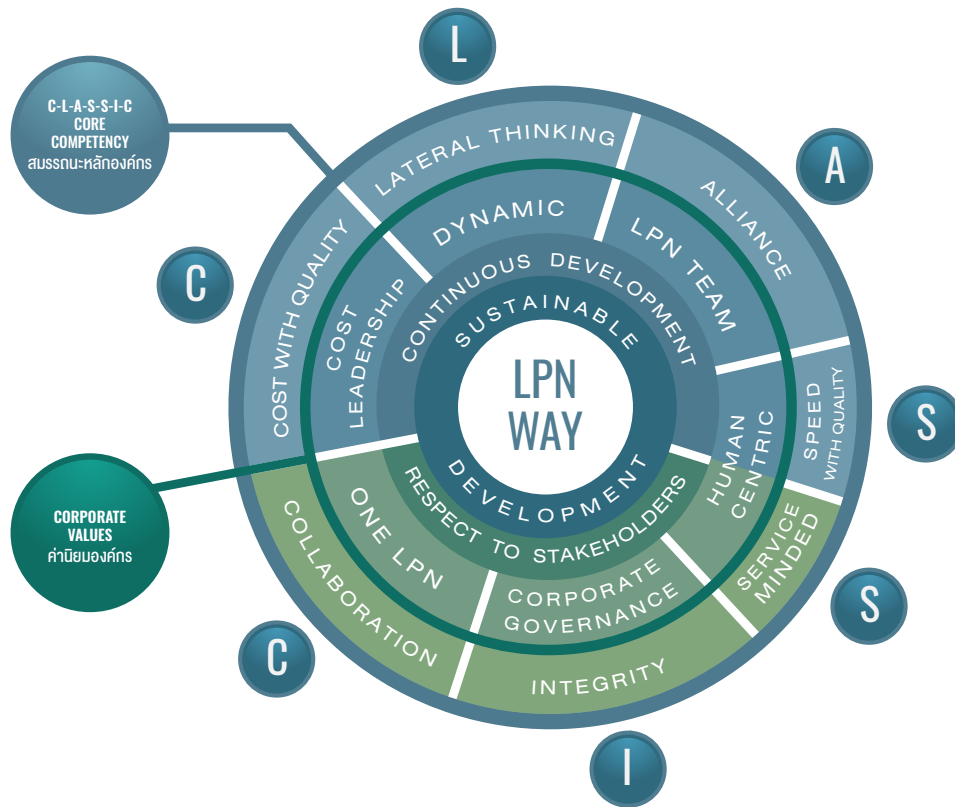 C-L-A-S-S-I-C
CORE
COMPETENCY
สมรรถนะหลักองค์กร
CORPORATE
VALUES
ค่านิยมองค์กร
C
L
A
S
S
I
C
COST WITH QUALITY
LATERAL THINKING
ALLIANCE
SPEED
WITH QUALITY
SERVICE
MINDED
INTEGRITY
COLLABORATION
COST
LEADERSHIP
DYNAMIC
LPN TEAM
HUMAN
CENTRIC
CORPORATE
GOVERNANCE
ONE LPN
CONTINUOUS DEVELOPMENT
RESPECT TO STAKEHOLDERS
SUSTAINABLE
DEVELOPMENT
LPN
WAY